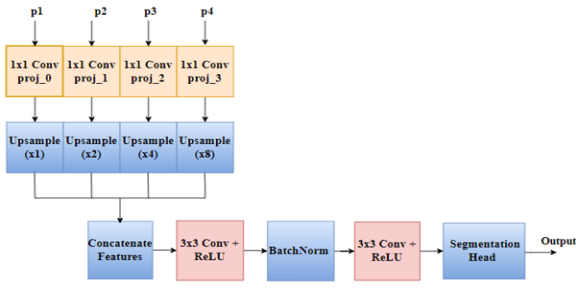 p1 p2 p3 p4
1x1 Conv 1x1 Conv 1x1 Conv 1x1 Conv
proj_0 proj_1 proj_2 proj_3
Upsample Upsample Upsample Upsample
(x1) (x2) (x4) (x8)
Concatenate
Features
3x3 Conv +
ReLU
BatchNorm
3x3 Conv +
ReLU
Segmentation
Head
Output